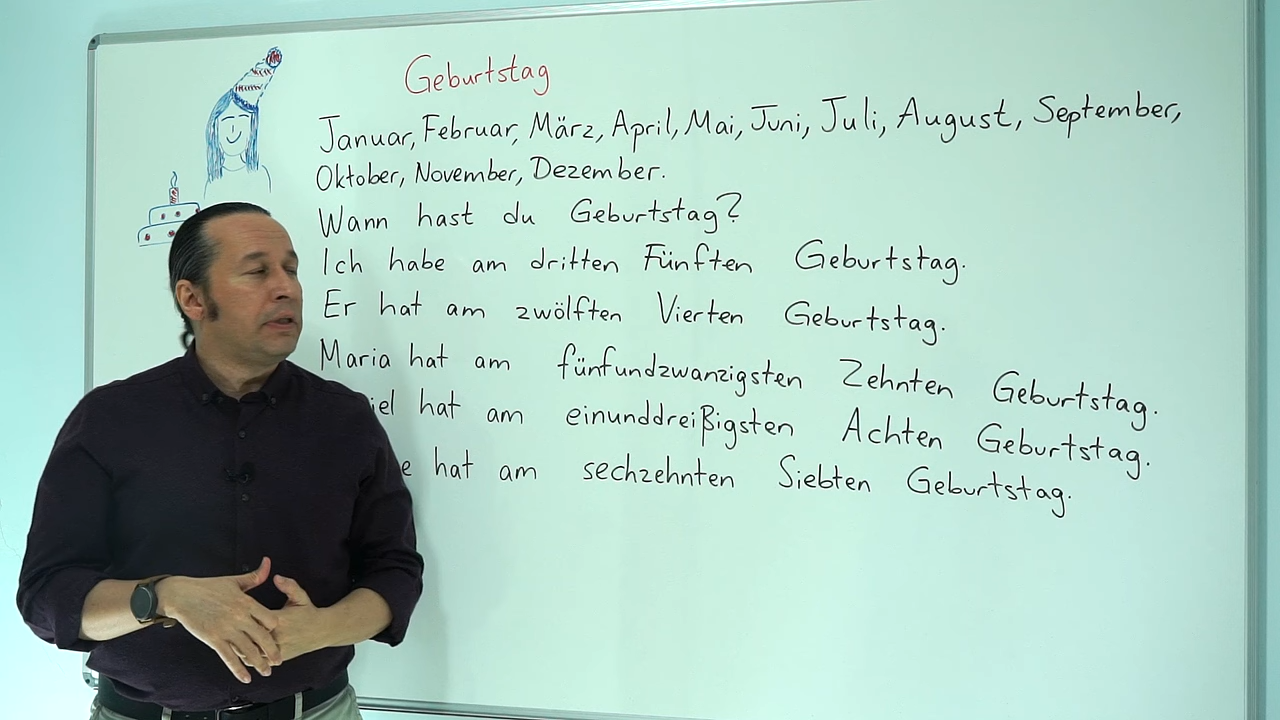 Geburtstag
Januar, Februar, März, April, Mai, Juni, Juli, August, September,
Oktober, November, Dezember.
Wann hast du Geburtstag?
Ich habe am dritten Fünften Geburtstag.
Er hat am zwölften Vierten Geburtstag.
Maria hat am fünfundzwanzigsten Zehnten Geburtstag.
hat am einunddreißigsten Achten Geburtstag.
hat am sechzehnten Siebten Geburtstag.